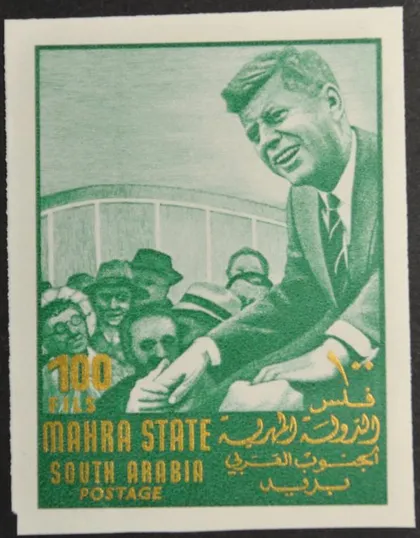 100
FILS
MAHRA STATE
SOUTH ARABIA
POSTAGE
١٠٠
فلس
الدولة المهرية
الجنوب العربي
بريد